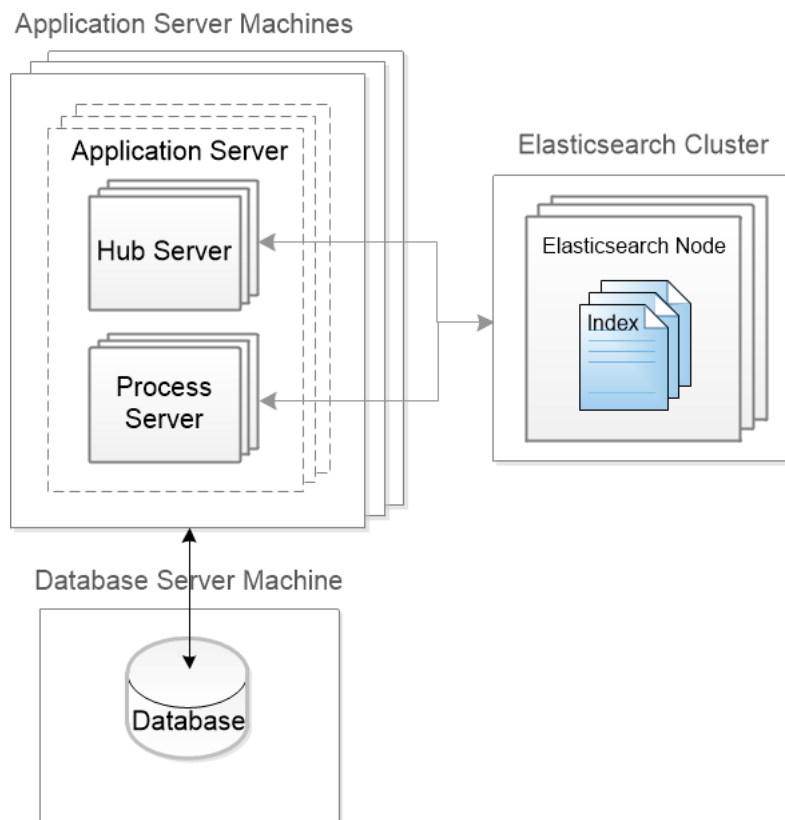 Application Server Machines
Application Server
Hub Server
Process
Server
Elasticsearch Cluster
Elasticsearch Node
Index
Database Server Machine
Database